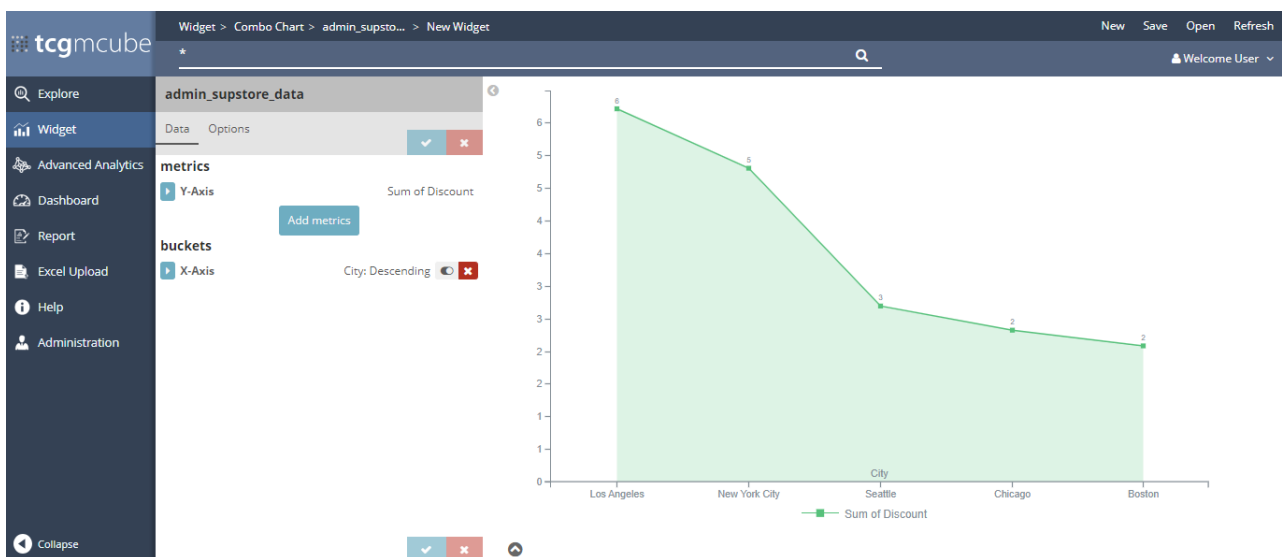 tcgmcube
Widget > Combo Chart > admin_supsto... > New Widget
New Save Open Refresh
*
Welcome User
Explore
Widget
Advanced Analytics
Dashboard
Report
Excel Upload
Help
Administration
Collapse
admin_supstore_data
Data Options
metrics
Y-Axis Sum of Discount
Add metrics
buckets
X-Axis City: Descending
6
5
3
2
2
6
5
5
4
4
3
3
2
2
1
1
0
City
Los Angeles New York City Seattle Chicago Boston
Sum of Discount